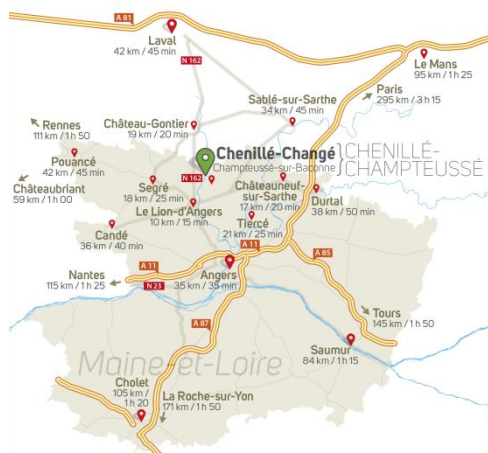 A 81
Laval
42 km / 45 min
N 162
Le Mans
95 km / 1 h 25
Paris
295 km / 3 h 15
Sablé-sur-Sarthe
34 km / 45 min
Rennes
111 km / 1 h 50
Château-Gontier
19 km / 20 min
Pouancé
42 km / 45 min
Chenillé-Changé
Champteussé-sur-Baconne
CHENILLÉ-
CHAMPTEUSSÉ
Châteaubriant
59 km / 1 h 00
Segré
18 km / 25 min
N 162
Châteauneuf-
sur-Sarthe
17 km / 20 min
Durtal
38 km / 50 min
Le Lion-d'Angers
10 km / 15 min
Tiercé
21 km / 25 min
Candé
36 km / 40 min
A 11
A 85
Nantes
115 km / 1 h 25
A 11
N 23
Angers
35 km / 35 min
Tours
145 km / 1 h 50
A 87
Saumur
84 km / 1 h 15
Maine-et-Loire
Cholet
105 km /
1 h 20
La Roche-sur-Yon
171 km / 1 h 50